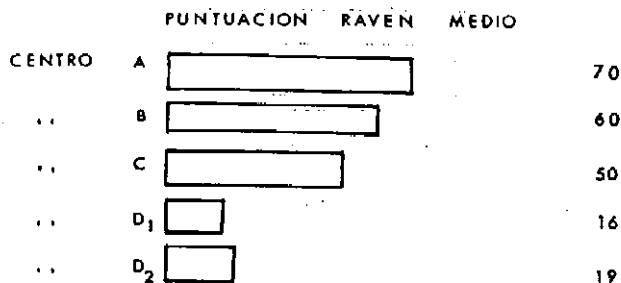 PUNTUACION RAVEN MEDIO
CENTRO A 70
,, B 60
,, C 50
,, D₁ 16
,, D₂ 19